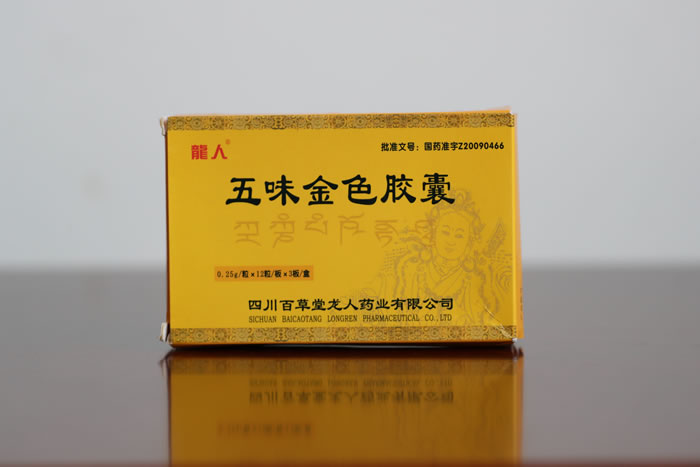 龍人®
批准文号：国药准字Z20090466
五味金色胶囊
0.25g/粒×12粒/板×3板/盒
四川百草堂龙人药业有限公司
SICHUAN BAICAOTANG LONGREN PHARMACEUTICAL CO.,LTD